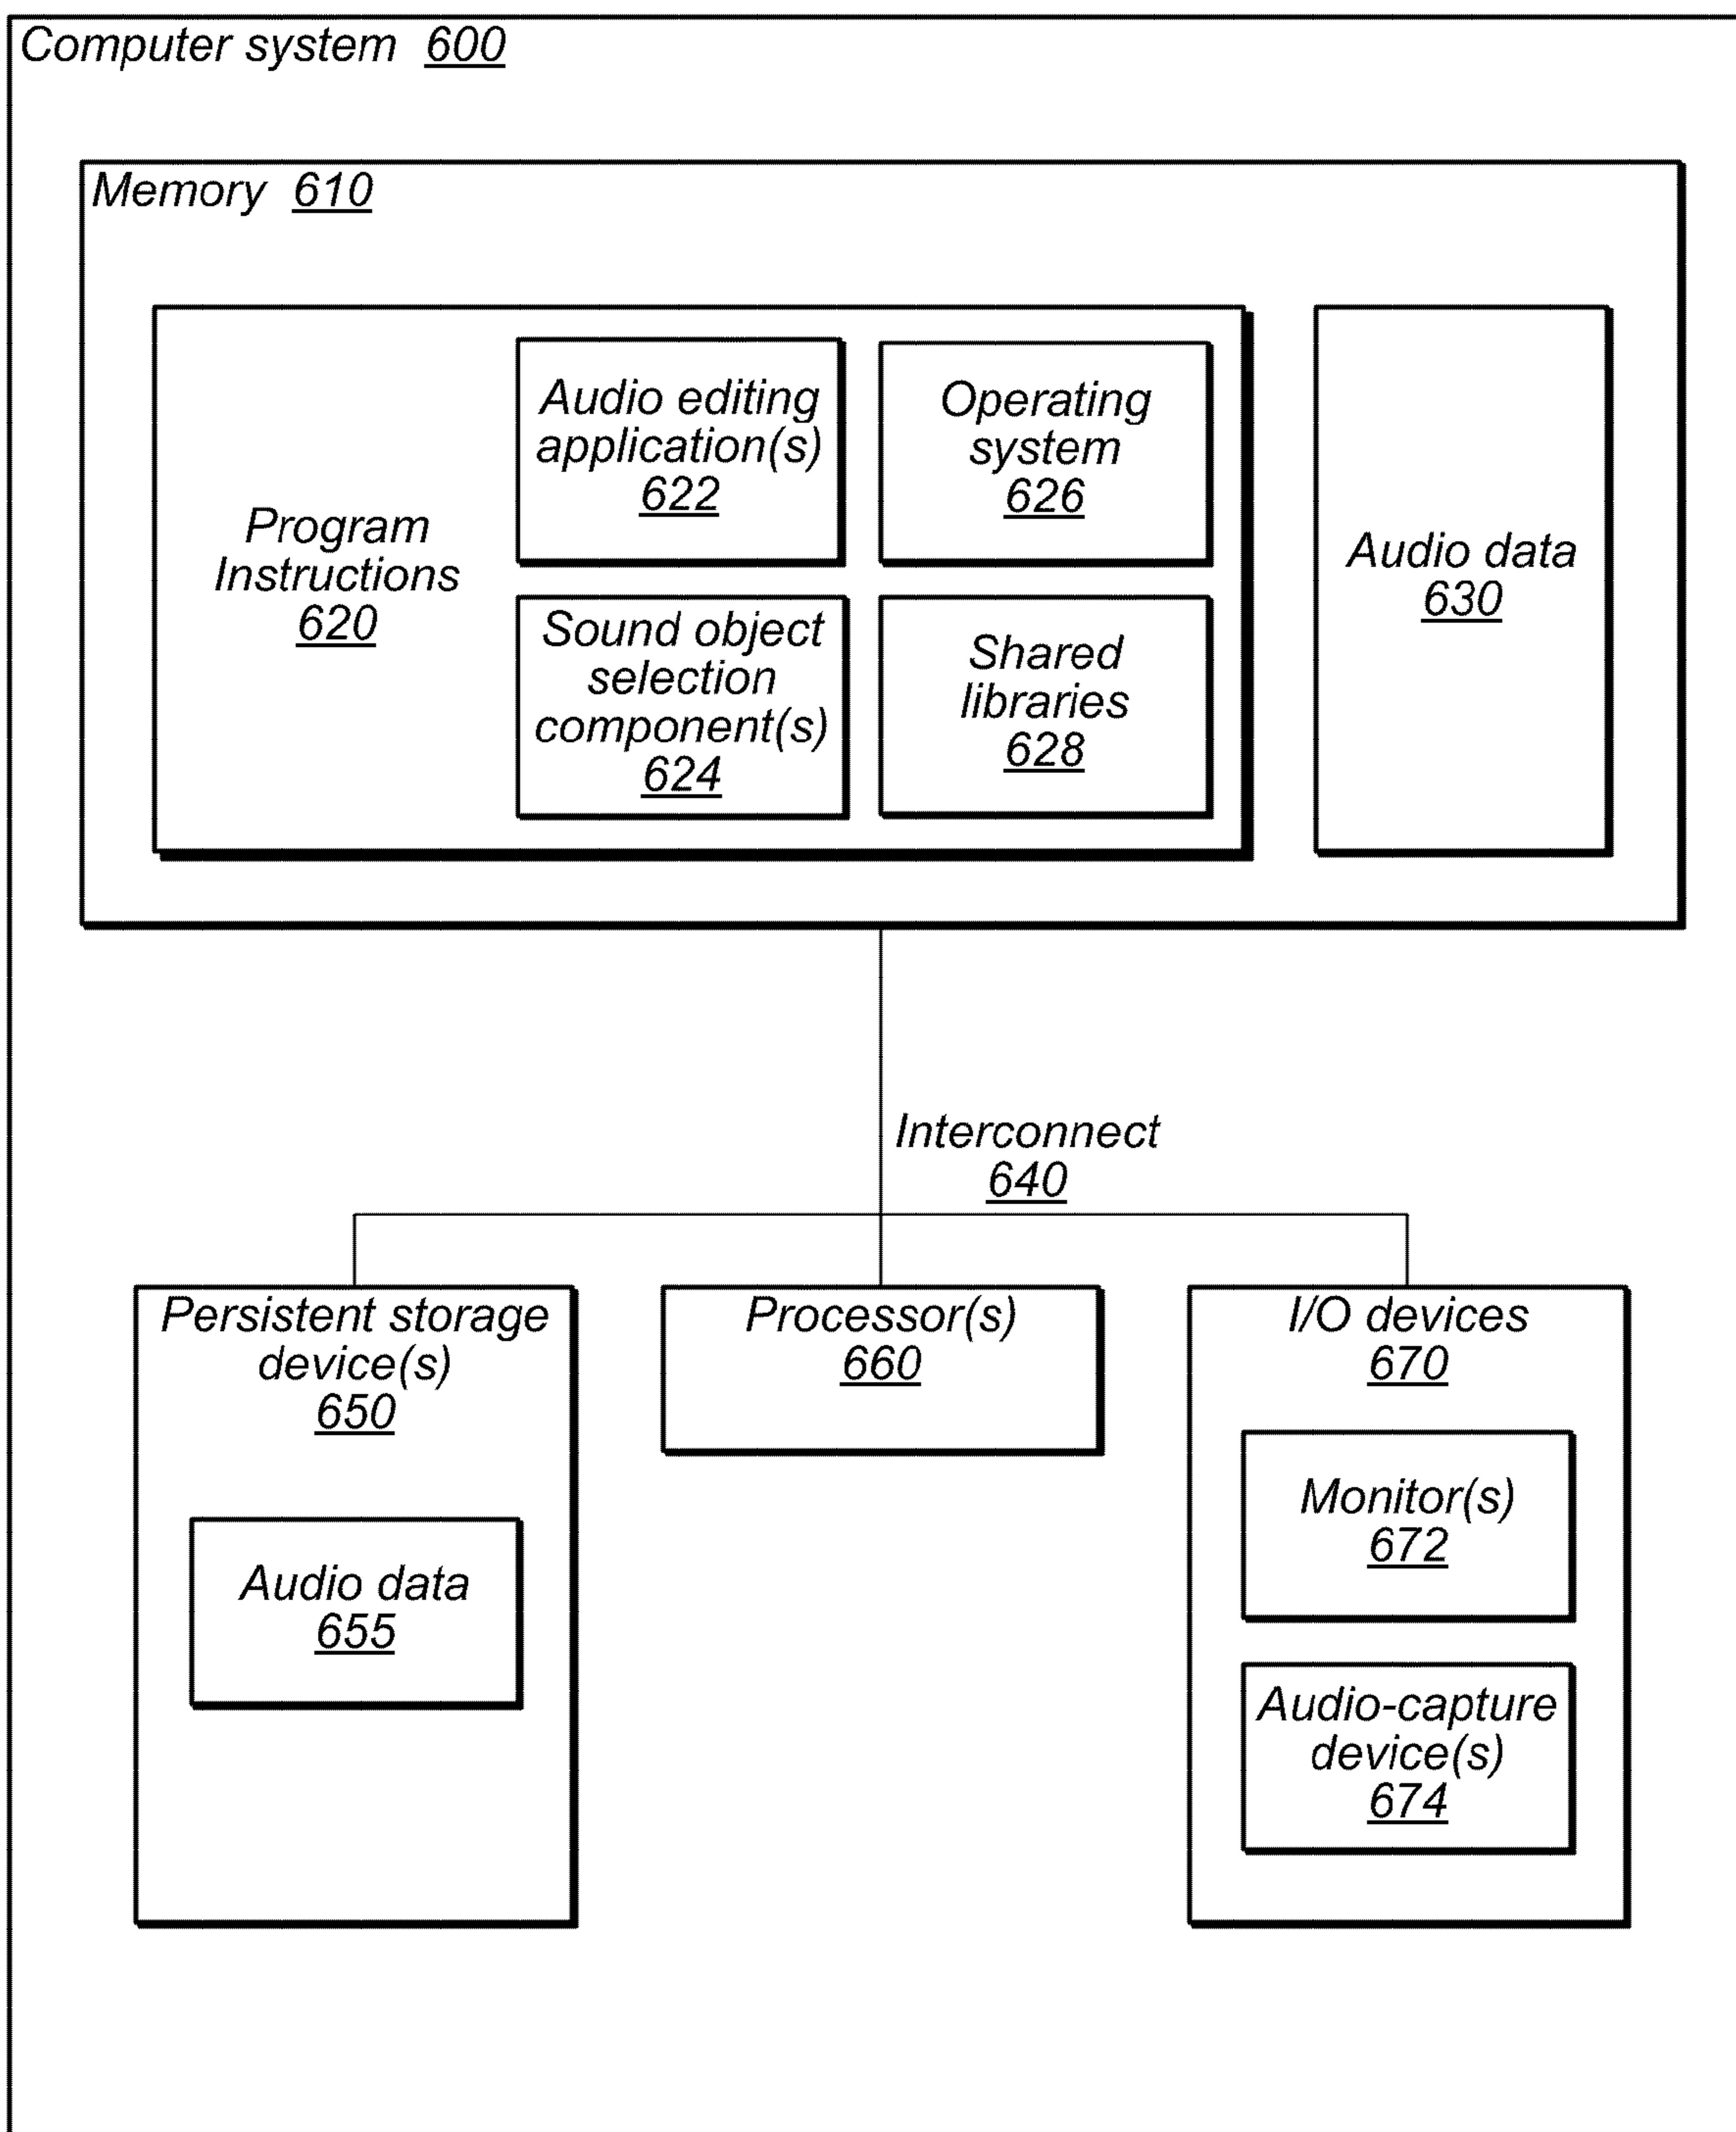 Computer system 600
Memory 610
Program
Instructions
620
Audio editing
application(s)
622
Operating
system
626
Sound object
selection
component(s)
624
Shared
libraries
628
Audio data
630
Interconnect
640
Persistent storage
device(s)
650
Audio data
655
Processor(s)
660
I/O devices
670
Monitor(s)
672
Audio-capture
device(s)
674